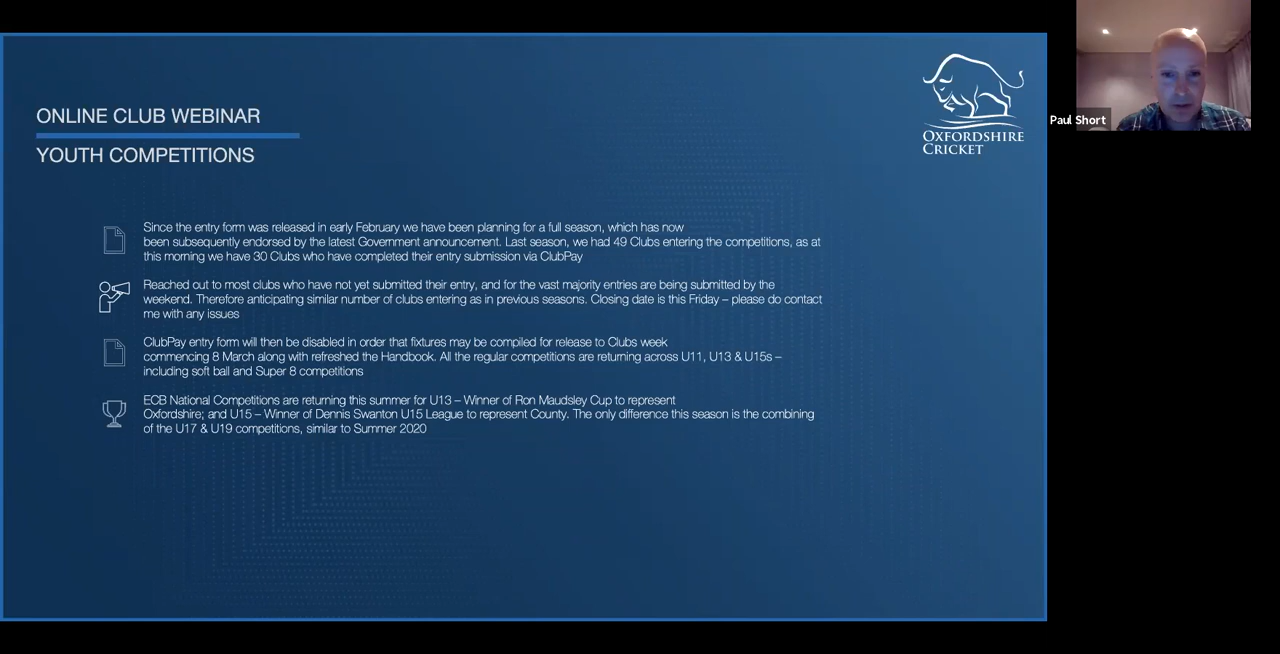 ONLINE CLUB WEBINAR
YOUTH COMPETITIONS
OXFORDSHIRE
CRICKET
Paul Short
Since the entry form was released in early February we have been planning for a full season, which has now
been subsequently endorsed by the latest Government announcement. Last season, we had 49 Clubs entering the competitions, as at
this morning we have 30 Clubs who have completed their entry submission via ClubPay
Reached out to most clubs who have not yet submitted their entry, and for the vast majority entries are being submitted by the
weekend. Therefore anticipating similar number of clubs entering as in previous seasons. Closing date is this Friday – please do contact
me with any issues
ClubPay entry form will then be disabled in order that fixtures may be compiled for release to Clubs week
commencing 8 March along with refreshed the Handbook. All the regular competitions are returning across U11, U13 & U15s –
including soft ball and Super 8 competitions
ECB National Competitions are returning this summer for U13 – Winner of Ron Maudsley Cup to represent
Oxfordshire; and U15 – Winner of Dennis Swanton U15 League to represent County. The only difference this season is the combining
of the U17 & U19 competitions, similar to Summer 2020